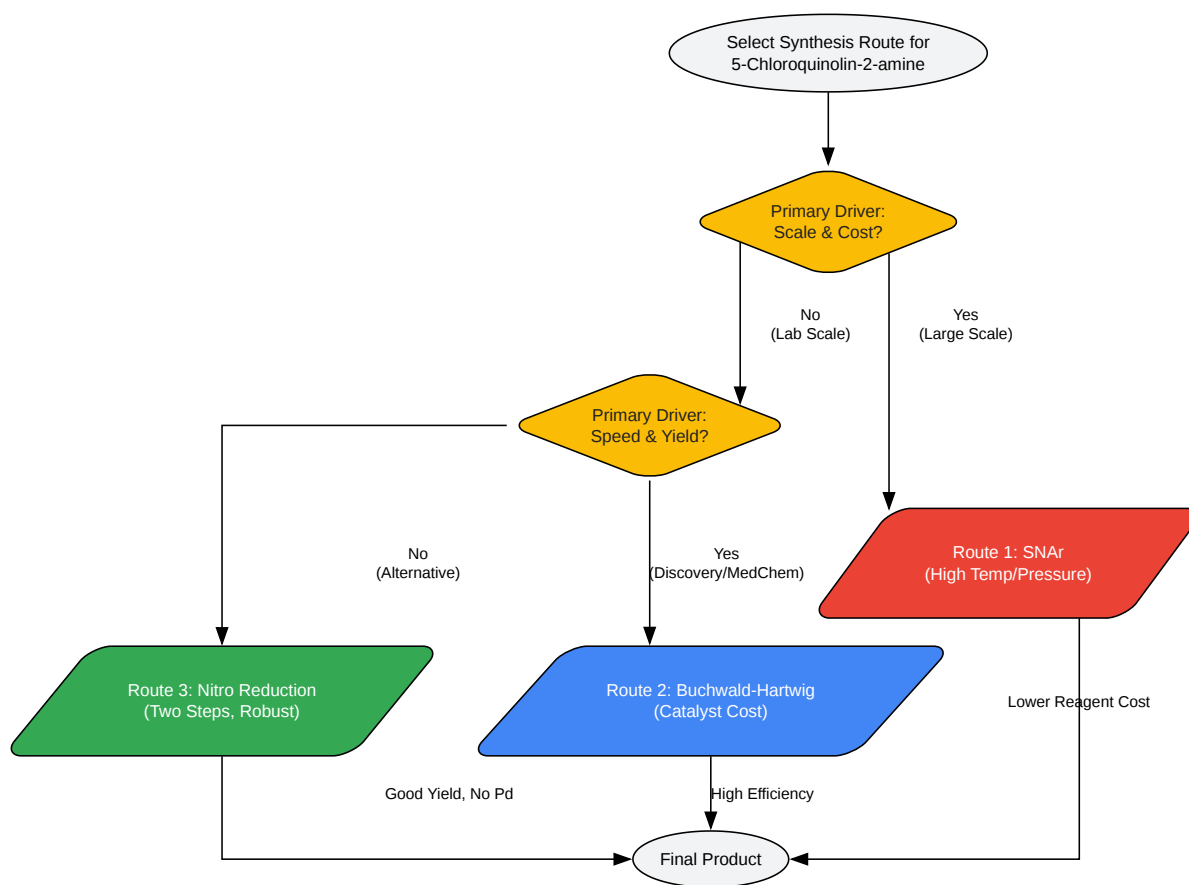 Select Synthesis Route for
5-Chloroquinolin-2-amine
Primary Driver:
Scale & Cost?
No
(Lab Scale)
Yes
(Large Scale)
Primary Driver:
Speed & Yield?
No
(Alternative)
Yes
(Discovery/MedChem)
Route 1: SNAr
(High Temp/Pressure)
Route 3: Nitro Reduction
(Two Steps, Robust)
Route 2: Buchwald-Hartwig
(Catalyst Cost)
Lower Reagent Cost
Good Yield, No Pd
High Efficiency
Final Product